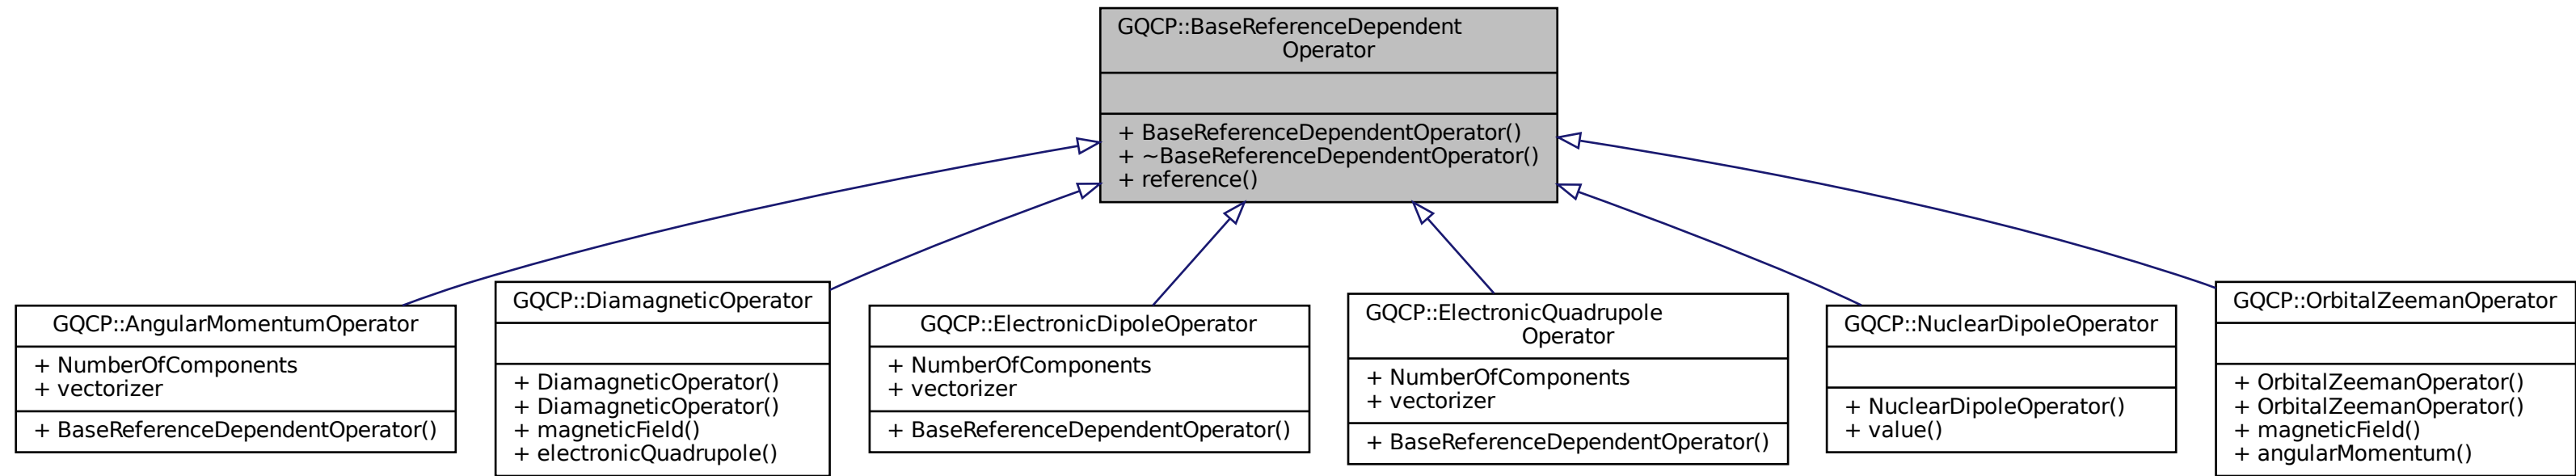 GQCP::BaseReferenceDependent
Operator
+ BaseReferenceDependentOperator()
+ ~BaseReferenceDependentOperator()
+ reference()
GQCP::AngularMomentumOperator
+ NumberOfComponents
+ vectorizer
+ BaseReferenceDependentOperator()
GQCP::DiamagneticOperator
+ DiamagneticOperator()
+ DiamagneticOperator()
+ magneticField()
+ electronicQuadrupole()
GQCP::ElectronicDipoleOperator
+ NumberOfComponents
+ vectorizer
+ BaseReferenceDependentOperator()
GQCP::ElectronicQuadrupole
Operator
+ NumberOfComponents
+ vectorizer
+ BaseReferenceDependentOperator()
GQCP::NuclearDipoleOperator
+ NuclearDipoleOperator()
+ value()
GQCP::OrbitalZeemanOperator
+ OrbitalZeemanOperator()
+ OrbitalZeemanOperator()
+ magneticField()
+ angularMomentum()